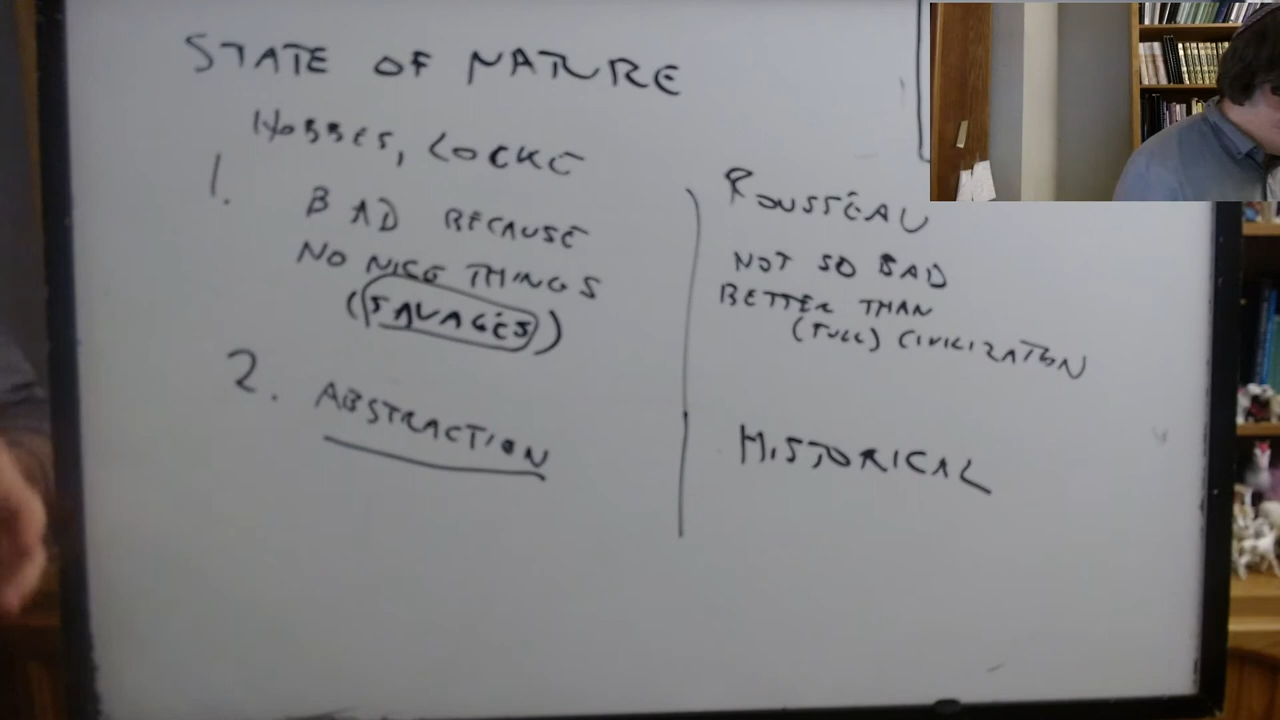 STATE OF NATURE
HOBBES, LOCKE
1.
BAD BECAUSE
NO NICE THINGS
(SAVAGES)
2. ABSTRACTION
ROUSSEAU
NOT SO BAD
BETTER THAN
(FULL) CIVILIZATION
HISTORICAL